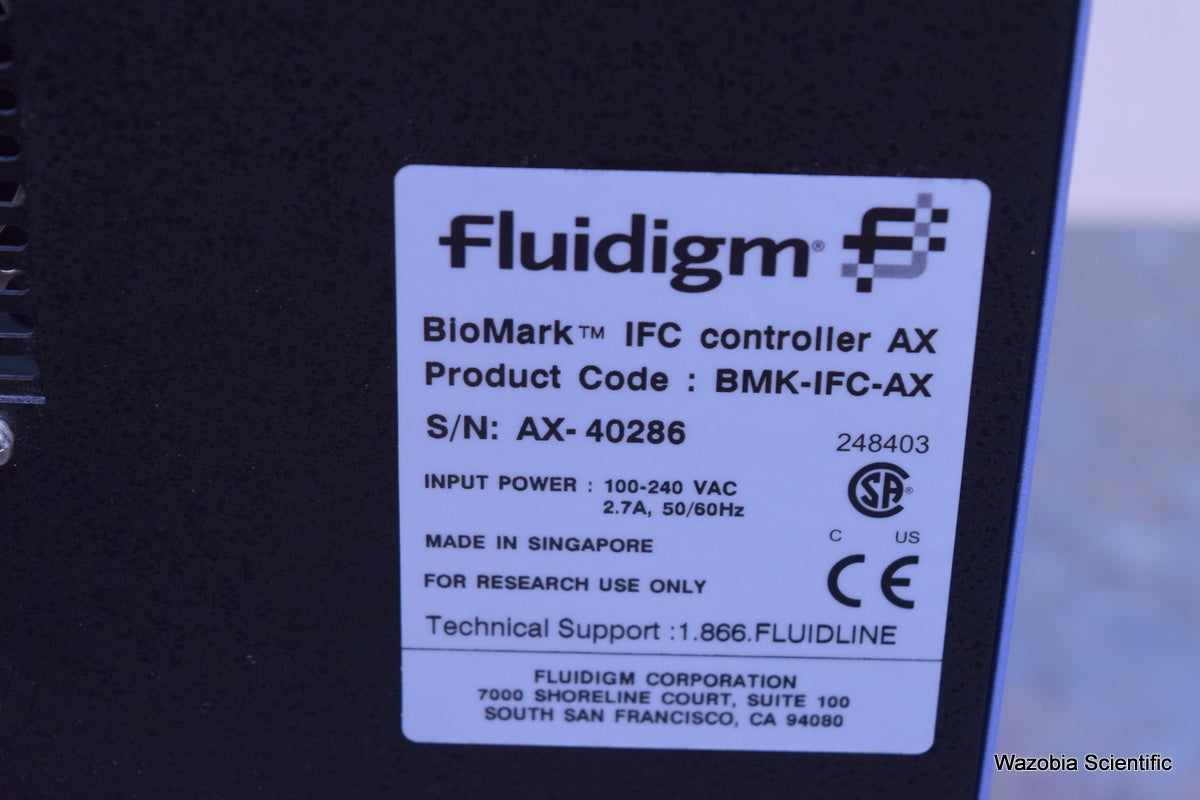 Fluidigm®
BioMark™ IFC controller AX
Product Code : BMK-IFC-AX
S/N: AX- 40286
248403
INPUT POWER : 100-240 VAC
2.7A, 50/60Hz
SA®
C US
MADE IN SINGAPORE
CE
FOR RESEARCH USE ONLY
Technical Support :1.866.FLUIDLINE
FLUIDIGM CORPORATION
7000 SHORELINE COURT, SUITE 100
SOUTH SAN FRANCISCO, CA 94080
Wazobia Scientific